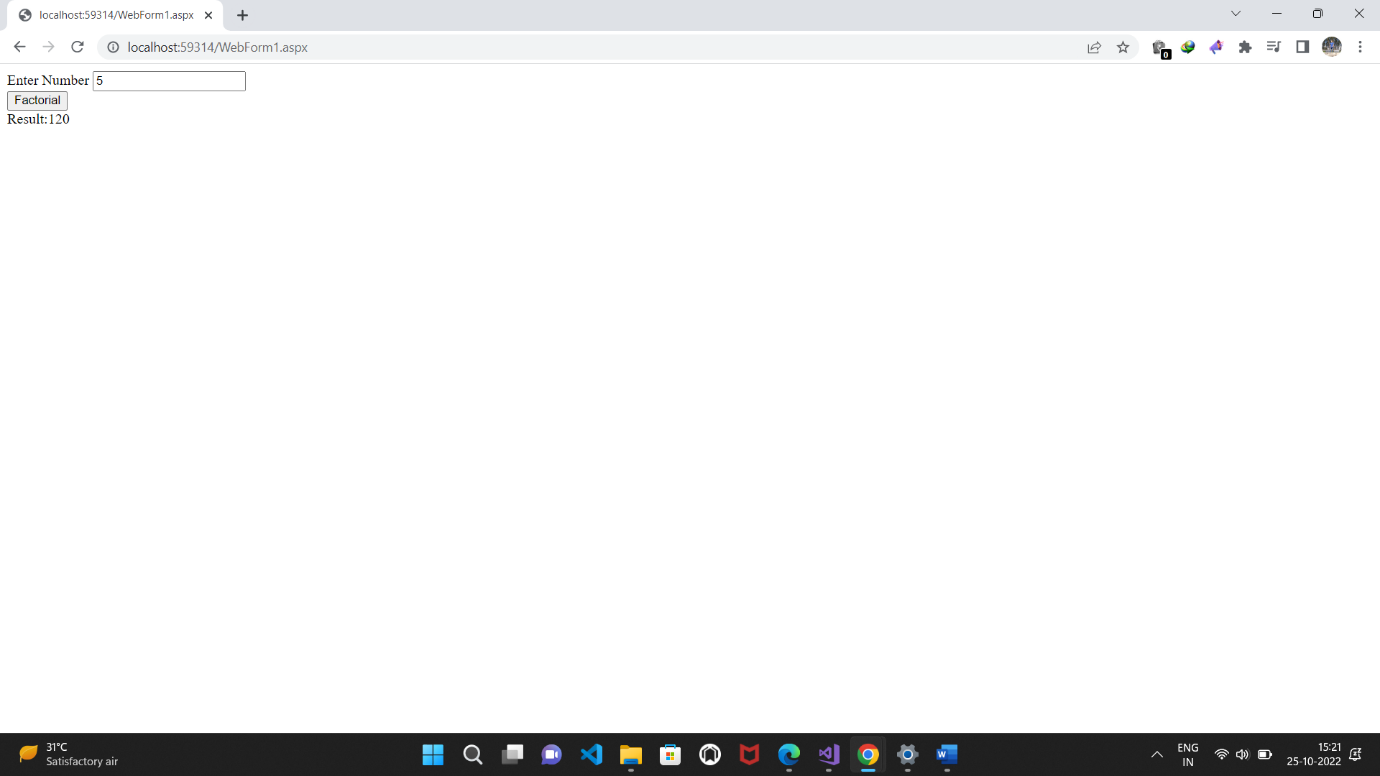 localhost:59314/WebForm1.aspx
localhost:59314/WebForm1.aspx
0
Enter Number 5
Factorial
Result:120
31°C
Satisfactory air
ENG
IN
15:21
25-10-2022